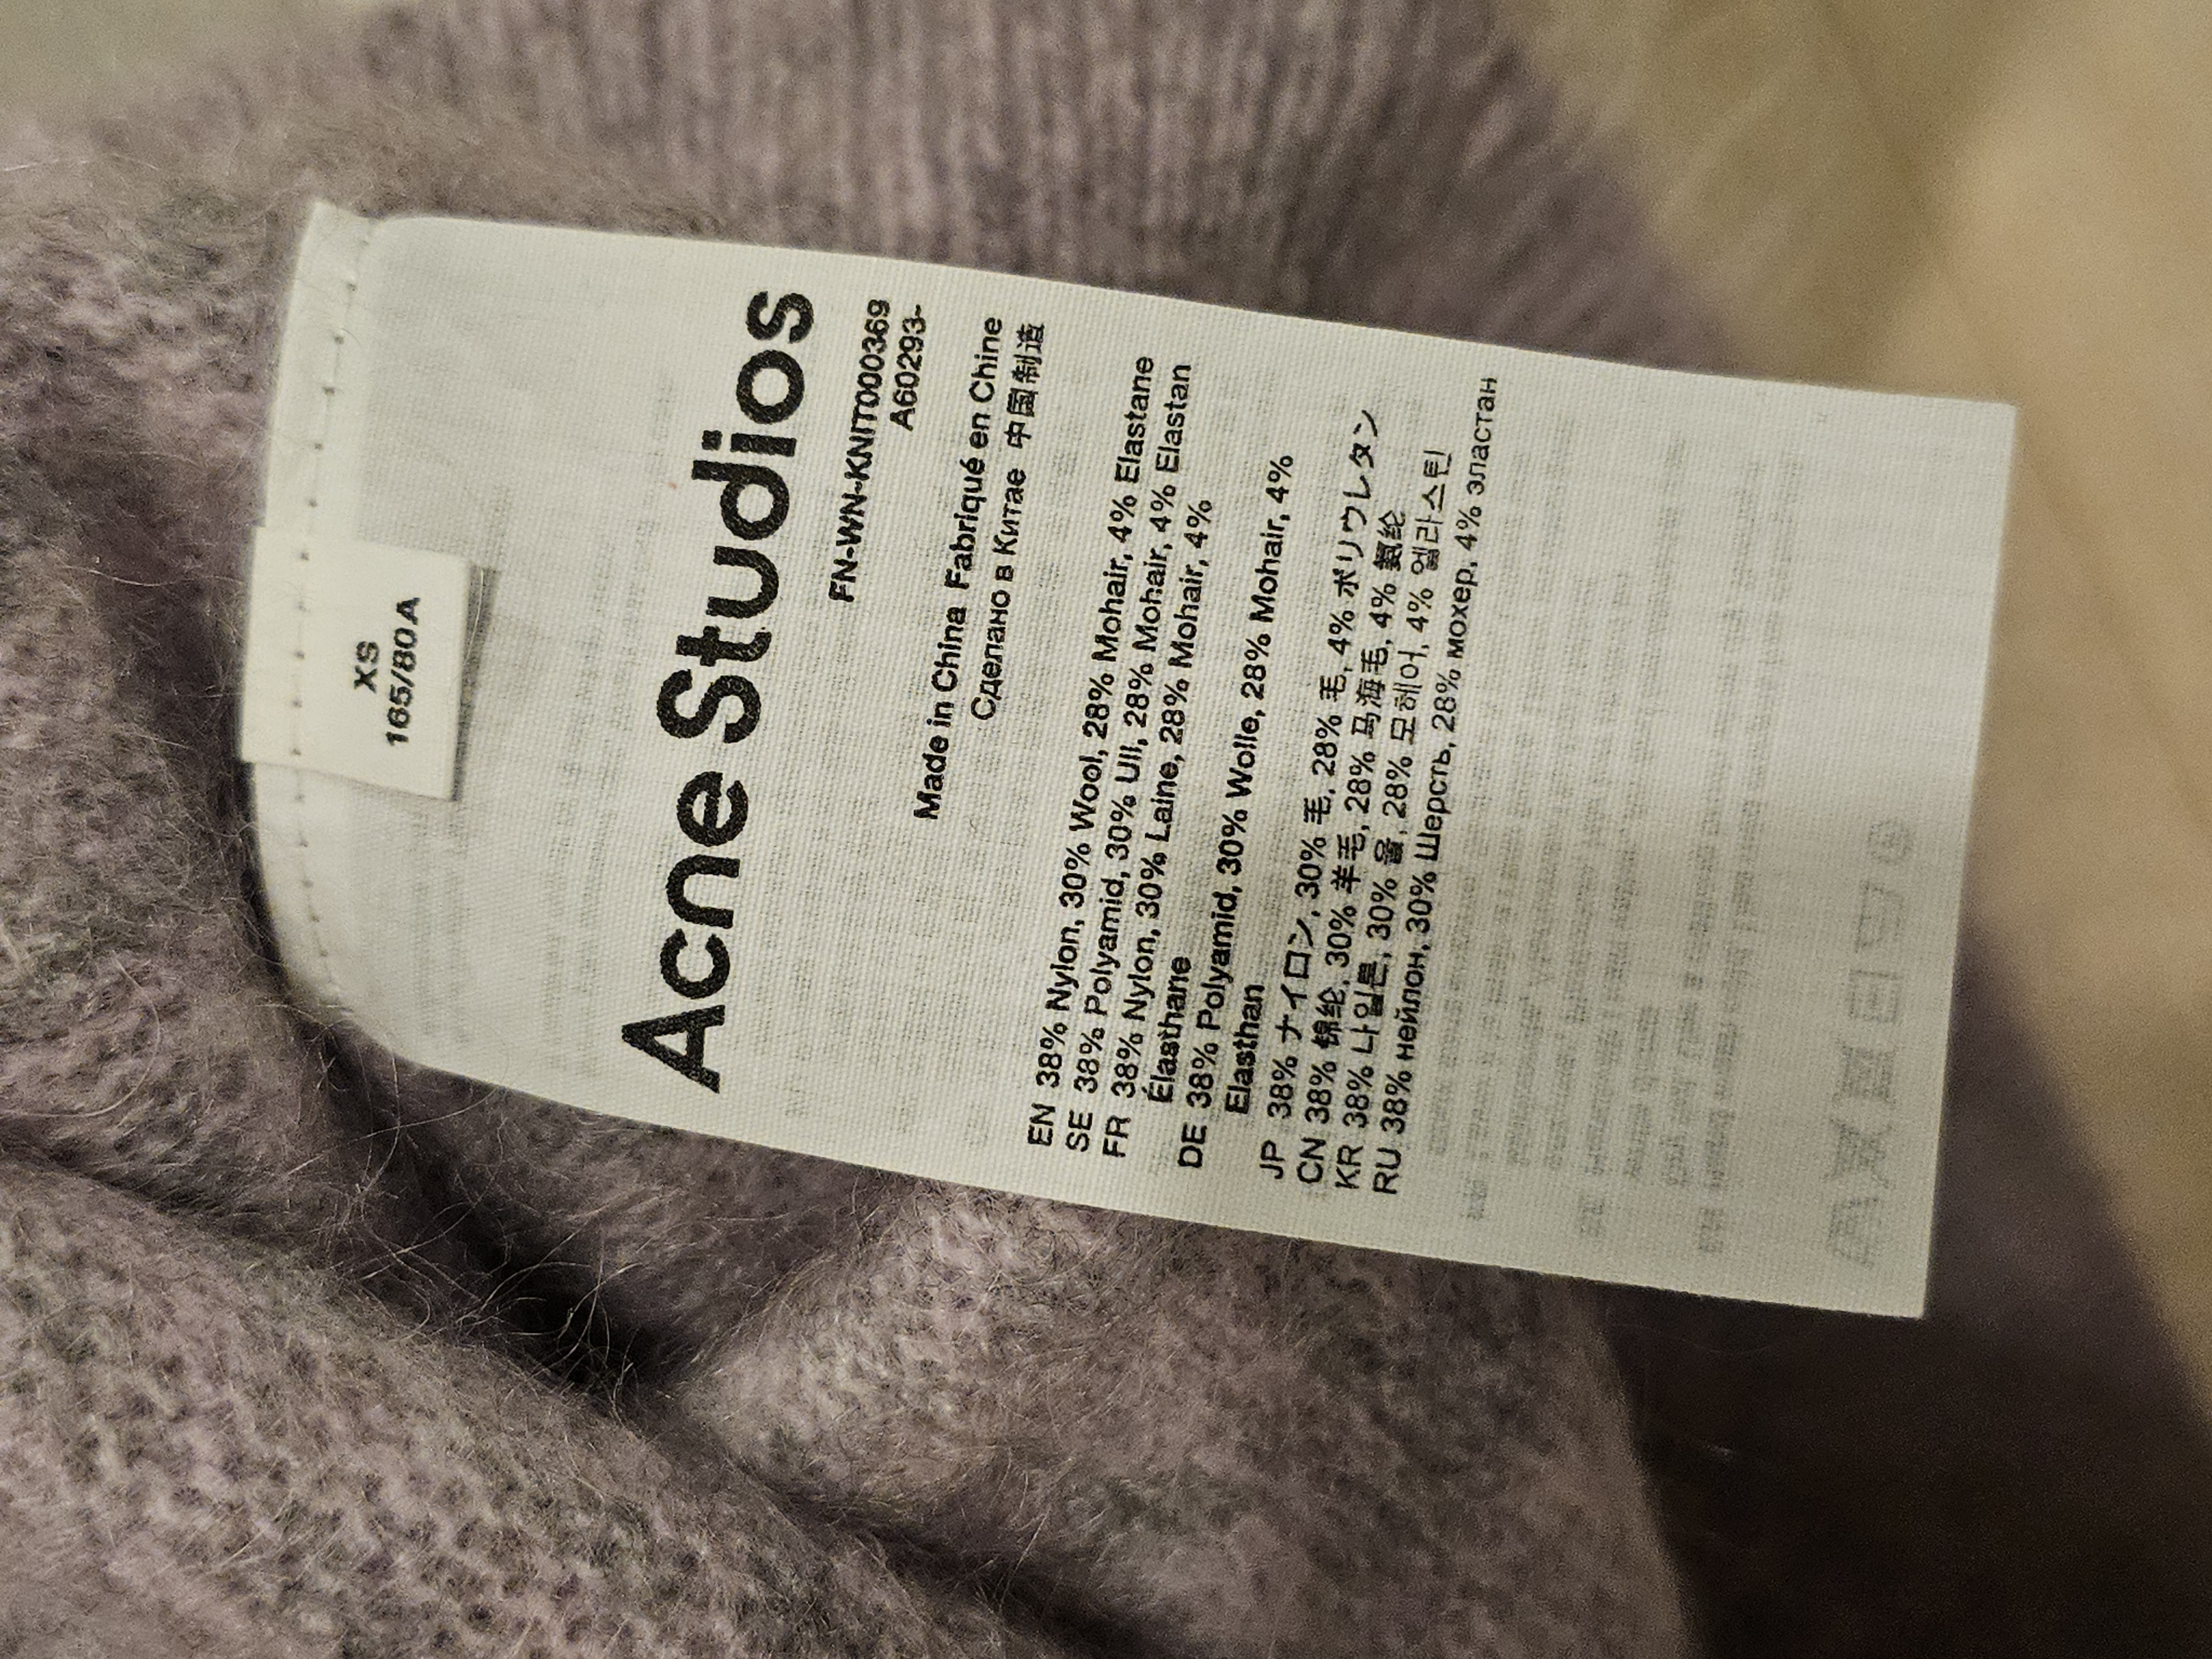 XS
165/80A
Acne Studios
FN-WN-KNIT000369
A60293-
Made in China Fabriqué en Chine
Сделано в Китае 中国制造
EN 38% Nylon, 30% Wool, 28% Mohair, 4% Elastane
SE 38% Polyamid, 30% Ull, 28% Mohair, 4% Elastan
FR 38% Nylon, 30% Laine, 28% Mohair, 4%
Élasthane
DE 38% Polyamid, 30% Wolle, 28% Mohair, 4%
Elasthan
JP 38% ナイロン, 30% 毛, 28% 毛, 4% ポリウレタン
CN 38% 锦纶, 30% 羊毛, 28% 马海毛, 4% 氨纶
KR 38% 나일론, 30% 울, 28% 모헤어, 4% 엘라스틴
RU 38% нейлон, 30% Шерсть, 28% мохер, 4% эластан